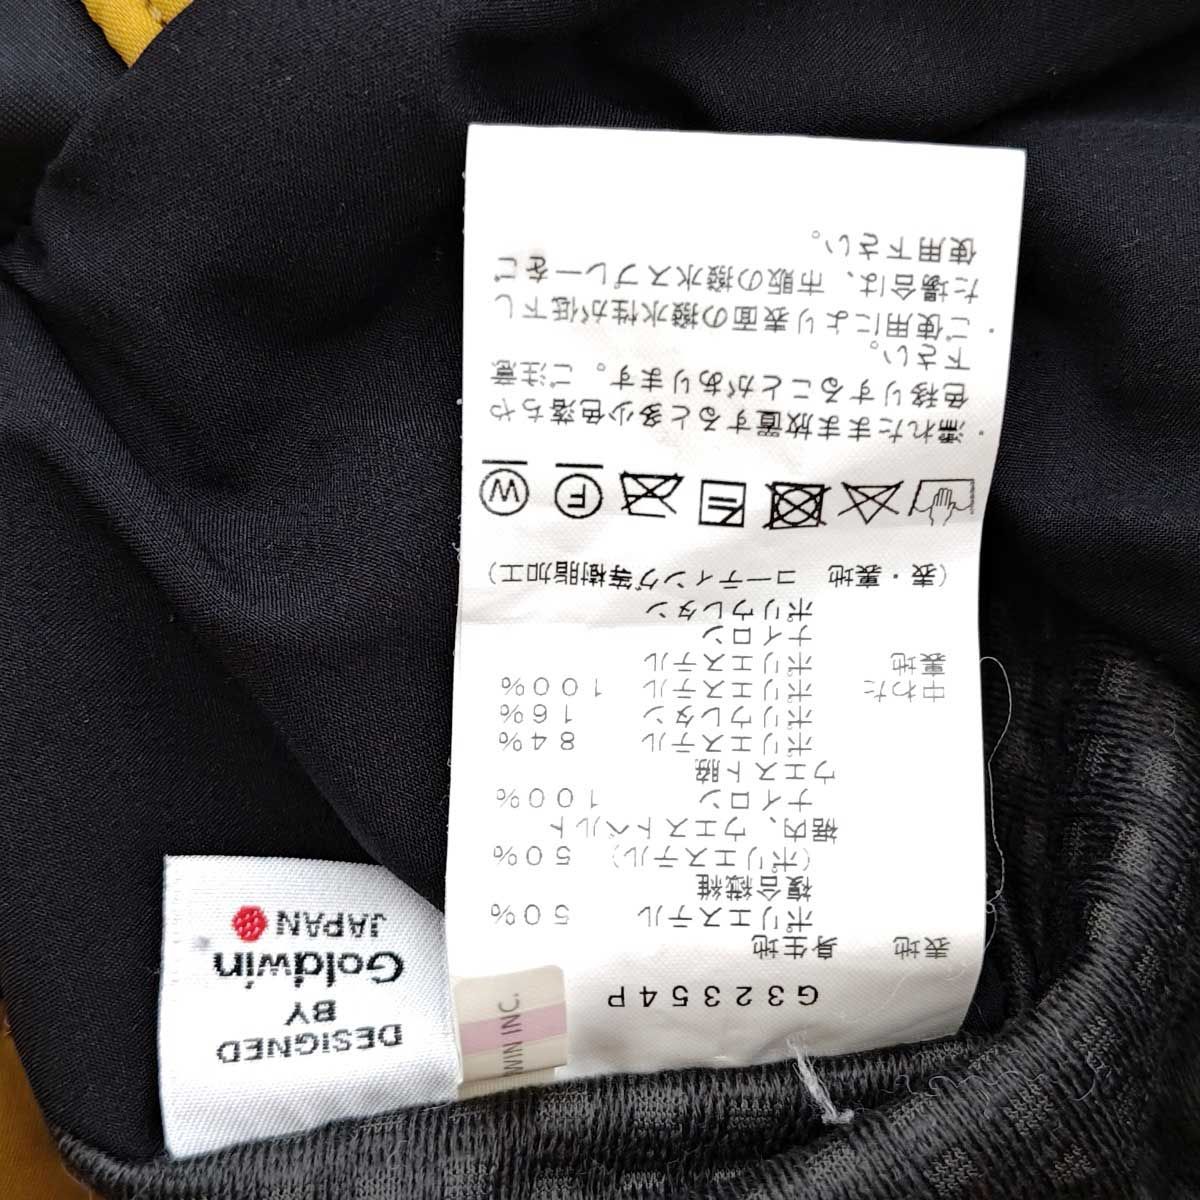 G32354P
表地 身生地
ポリエステル 50%
複合繊維
(ポリエステル) 50%
裾内、ウエストベルト
ナイロン 100%
ウエスト脇
ポリエステル 84%
ポリウレタン 16%
中わた ポリエステル 100%
裏地 ポリエステル
ナイロン
ポリウレタン
(表・裏地 コーティング等樹脂加工)
F W
・濡れたまま放置すると多少色落ちや
色移りすることがあります。ご注意
下さい。
・ご使用により表面の撥水性が低下し
た場合は、市販の撥水スプレーをご
使用下さい。
DESIGNED
BY
Goldwin
JAPAN
WIN INC.